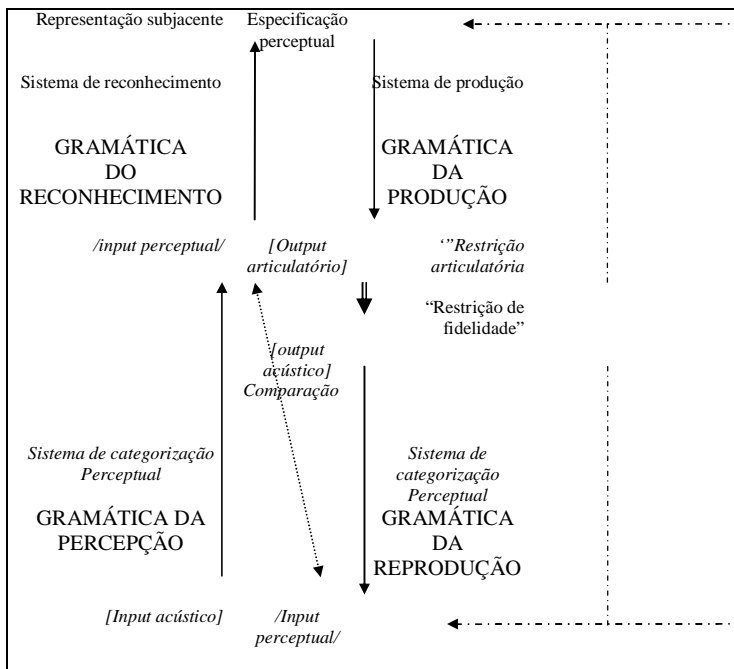 Representação subjacente Especificação
perceptual
Sistema de reconhecimento Sistema de produção
GRAMÁTICA
DO
RECONHECIMENTO
GRAMÁTICA
DA
PRODUÇÃO
/input perceptual/ [Output
articulatório]
‘”Restrição
articulatória
“Restrição de
fidelidade”
[output
acústico]
Comparação
Sistema de categorização
Perceptual
GRAMÁTICA DA
PERCEPÇÃO
Sistema de
categorização
Perceptual
GRAMÁTICA
DA
REPRODUÇÃO
[Input acústico] /Input
perceptual/